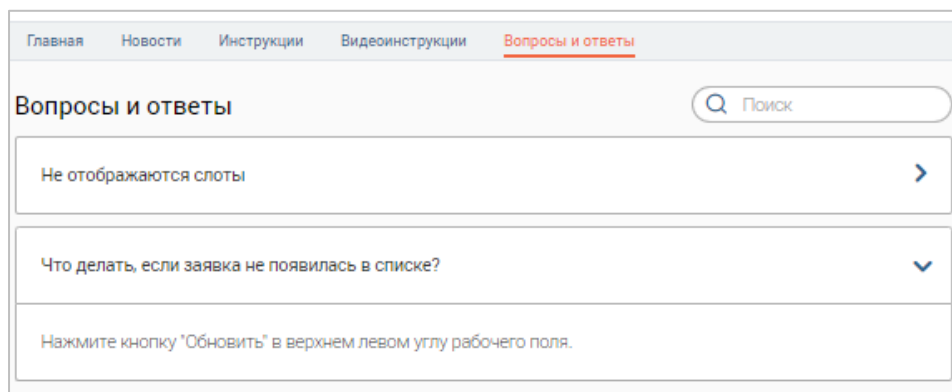 Главная Новости Инструкции Видеоинструкции Вопросы и ответы
Вопросы и ответы Поиск
Не отображаются слоты
Что делать, если заявка не появилась в списке?
Нажмите кнопку "Обновить" в верхнем левом углу рабочего поля.